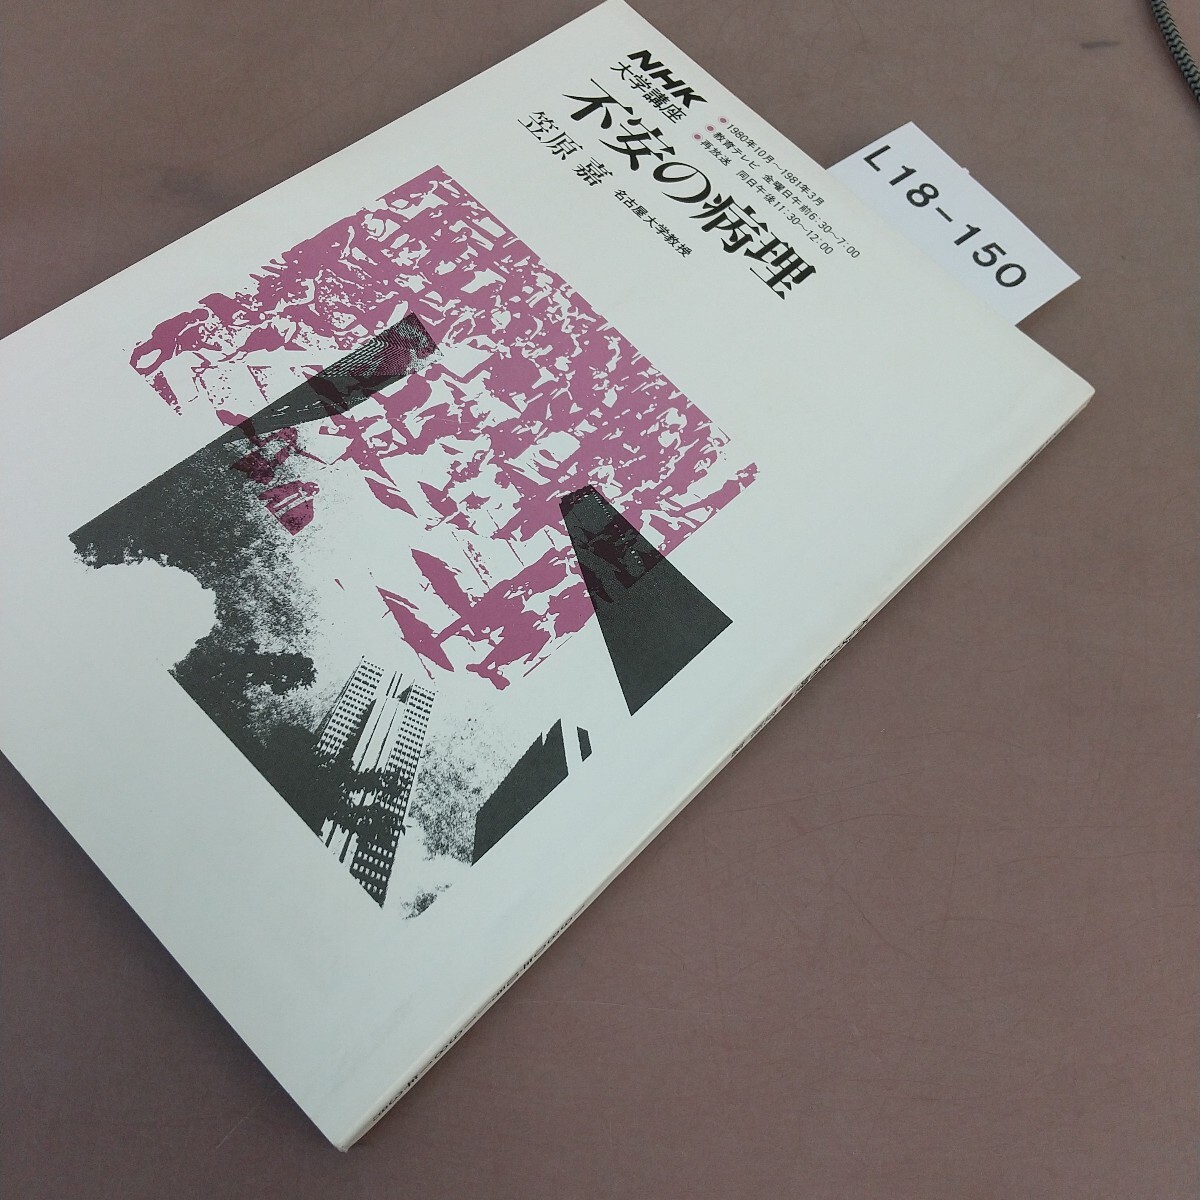 NHK
大学講座
●1980年10月～1981年3月
●教育テレビ 金曜日午前6:30～7:00
●再放送 同日午後11:30～12:00
不安の病理
笠原 嘉 名古屋大学教授
L18-150